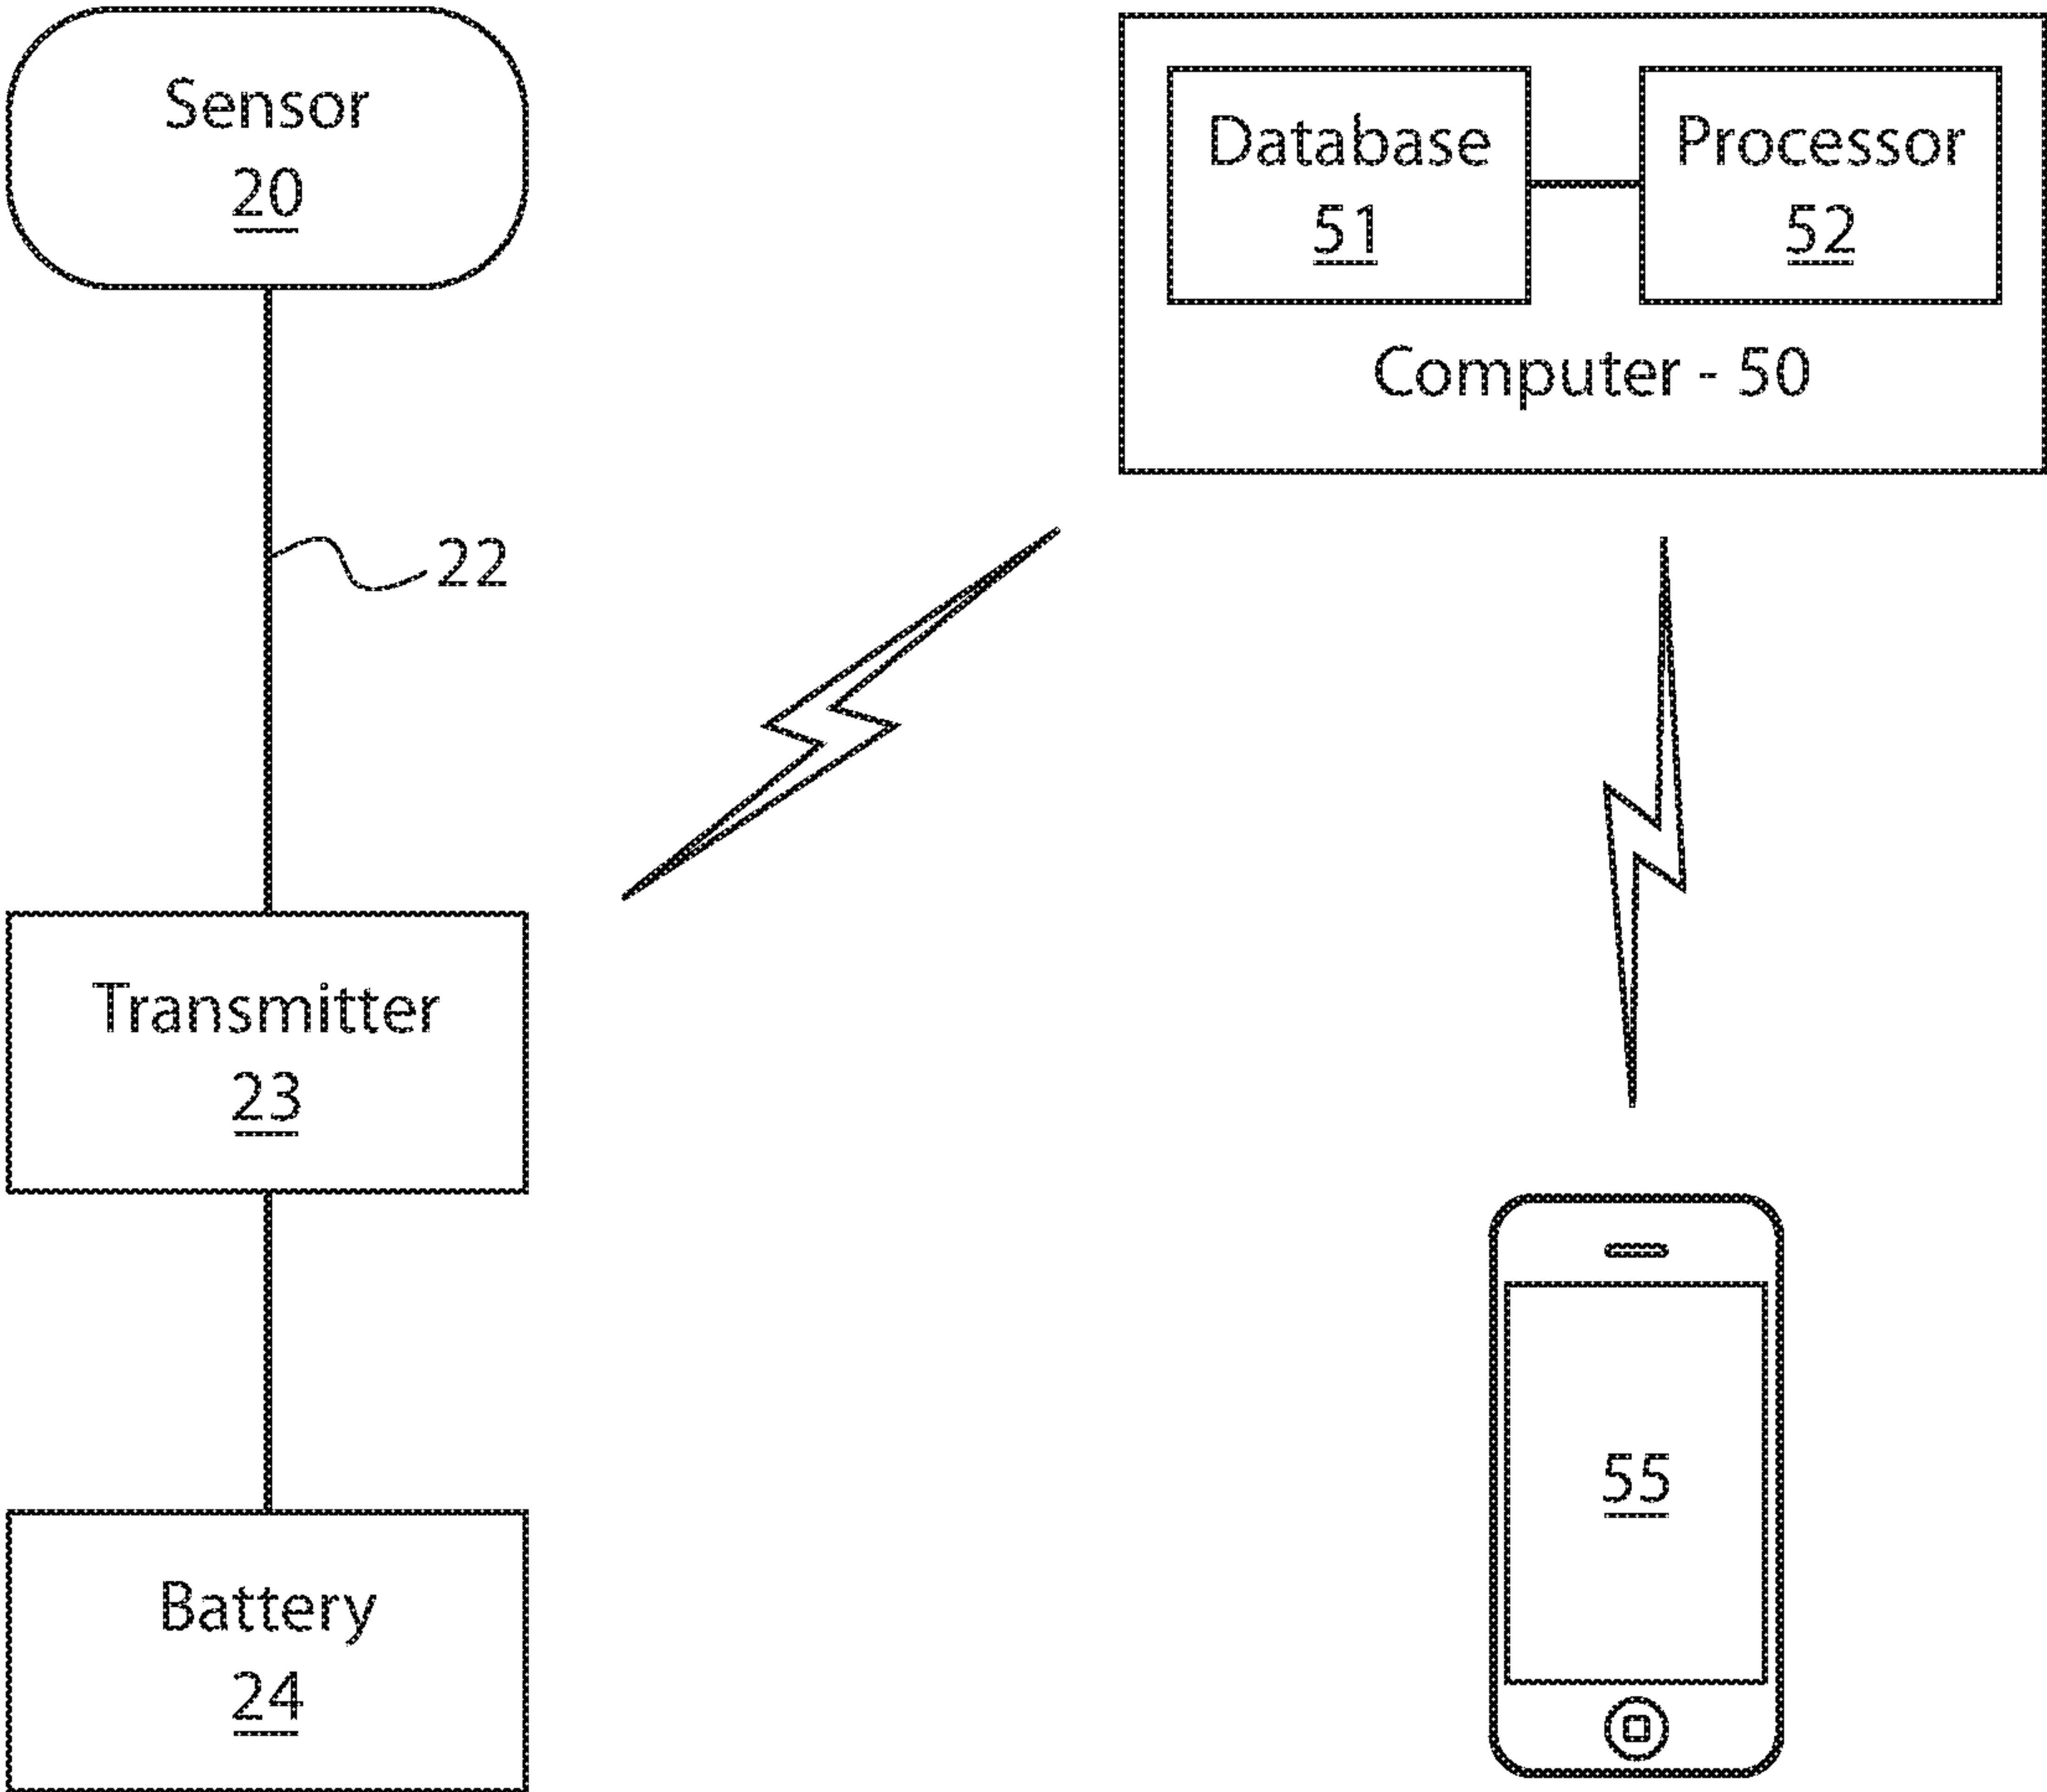 Sensor
20
Database
51
Processor
52
Computer - 50
22
Transmitter
23
55
Battery
24